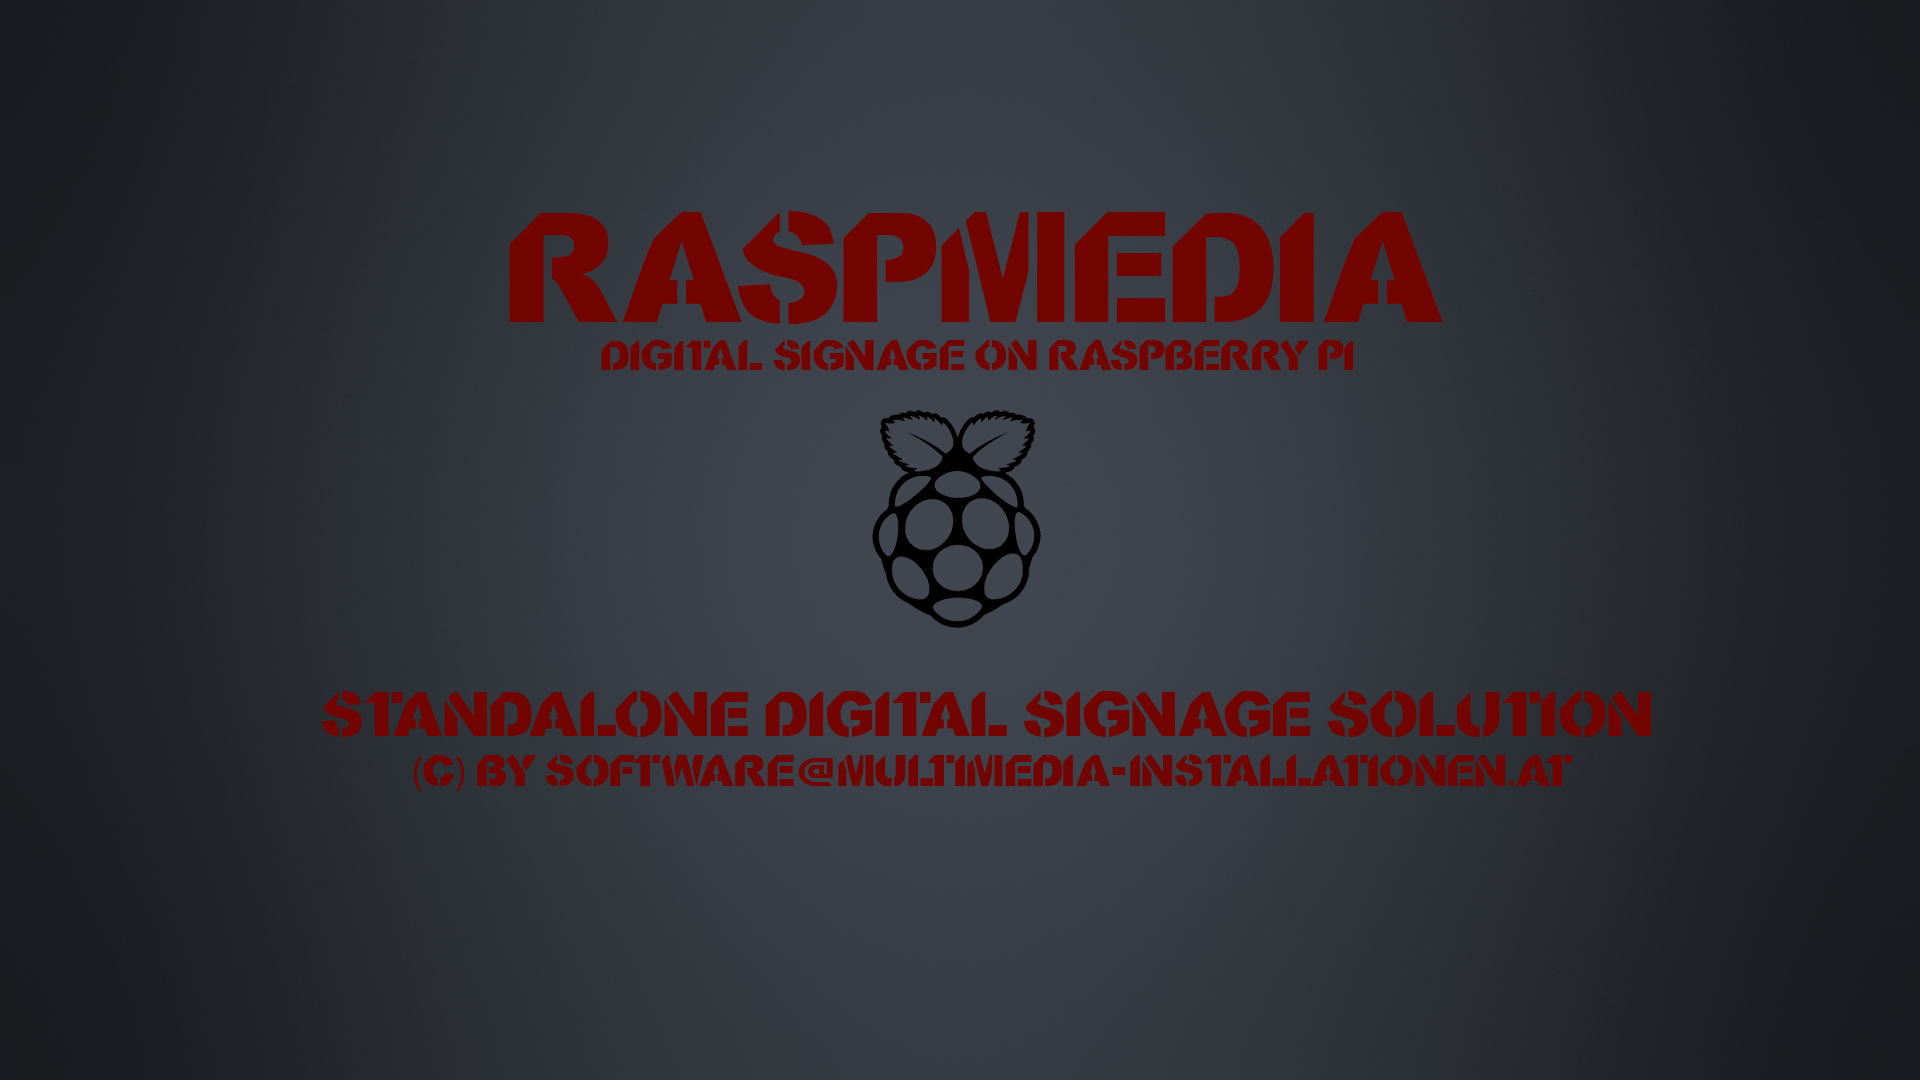 RASPMEDIA
DIGITAL SIGNAGE ON RASPBERRY PI
STANDALONE DIGITAL SIGNAGE SOLUTION
(C) BY SOFTWARE@MULTIMEDIA-INSTALLATIONEN.AT